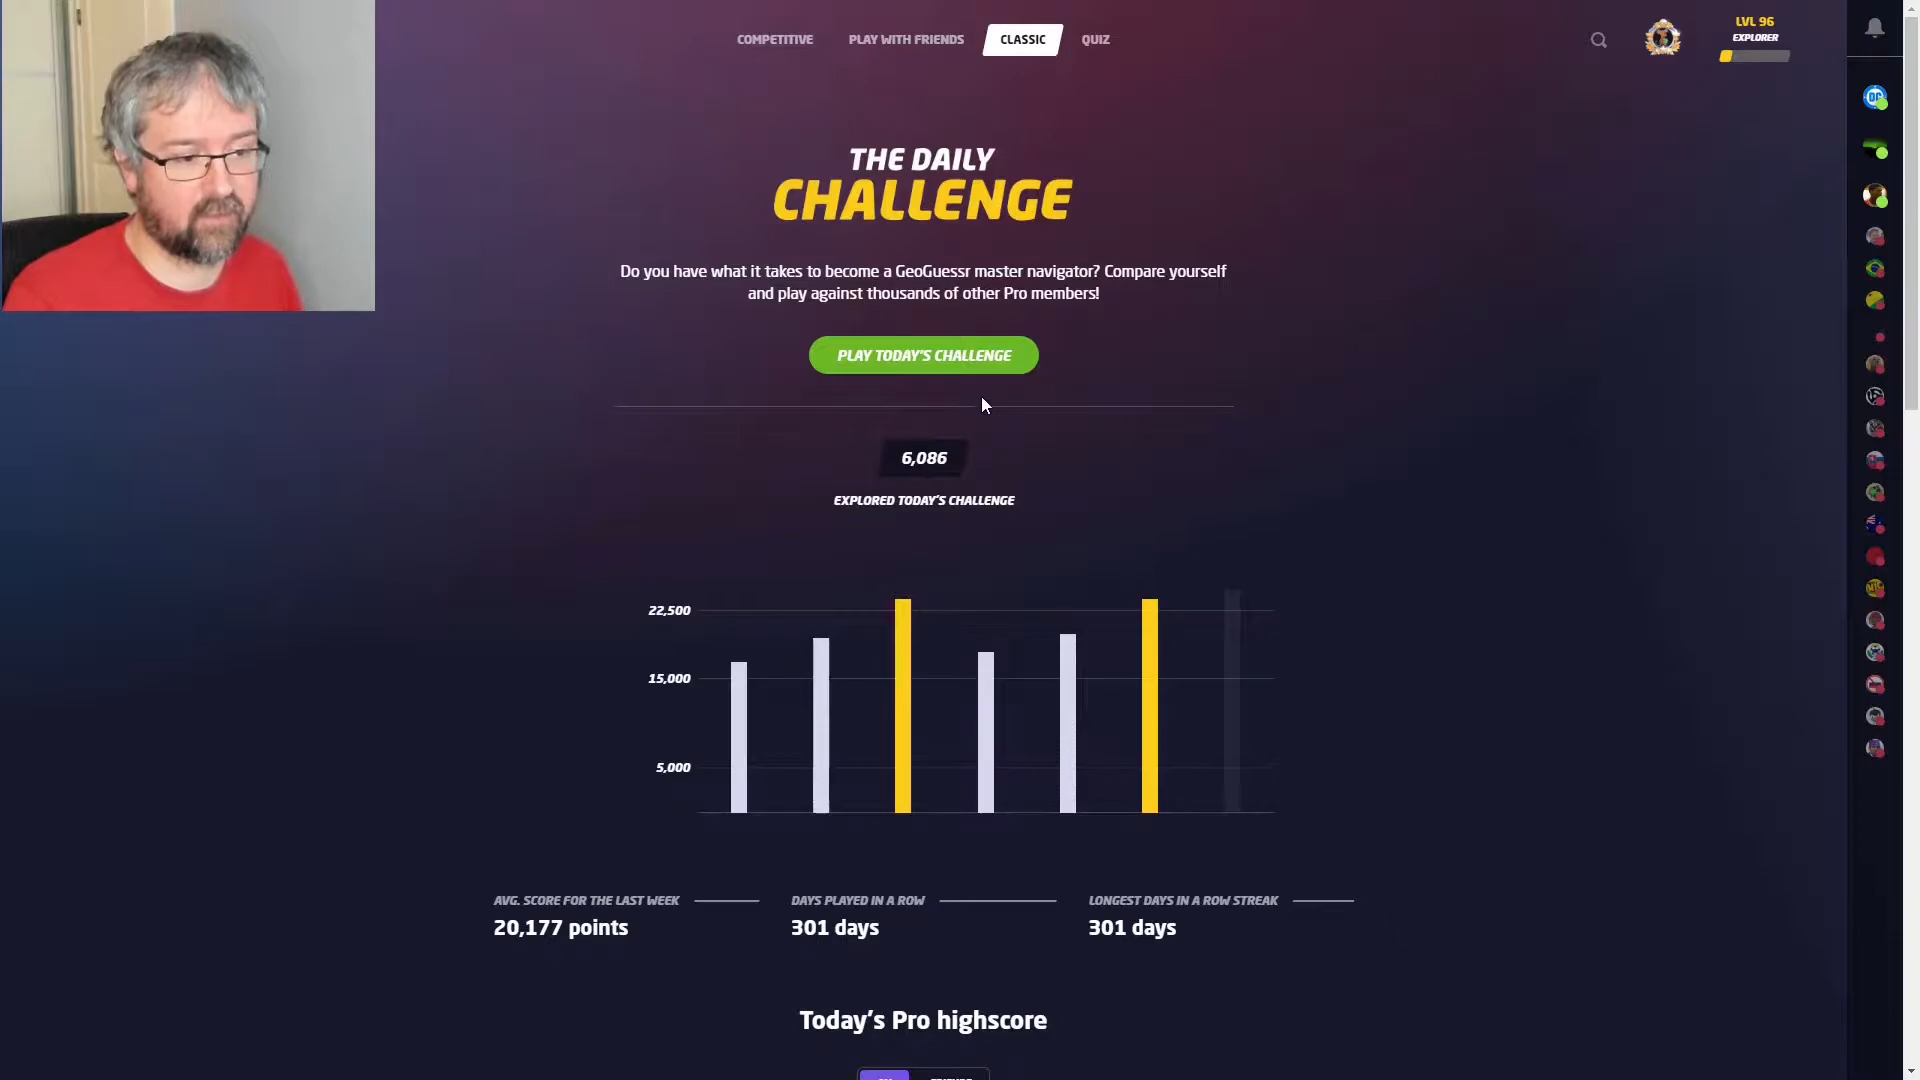 COMPETITIVE
PLAY WITH FRIENDS
CLASSIC
QUIZ
LVL 96
EXPLORER
THE DAILY
CHALLENGE
Do you have what it takes to become a GeoGuessr master navigator? Compare yourself
and play against thousands of other Pro members!
PLAY TODAY'S CHALLENGE
6,086
EXPLORED TODAY'S CHALLENGE
22,500
15,000
5,000
AVG. SCORE FOR THE LAST WEEK
20,177 points
DAYS PLAYED IN A ROW
301 days
LONGEST DAYS IN A ROW STREAK
301 days
Today's Pro highscore